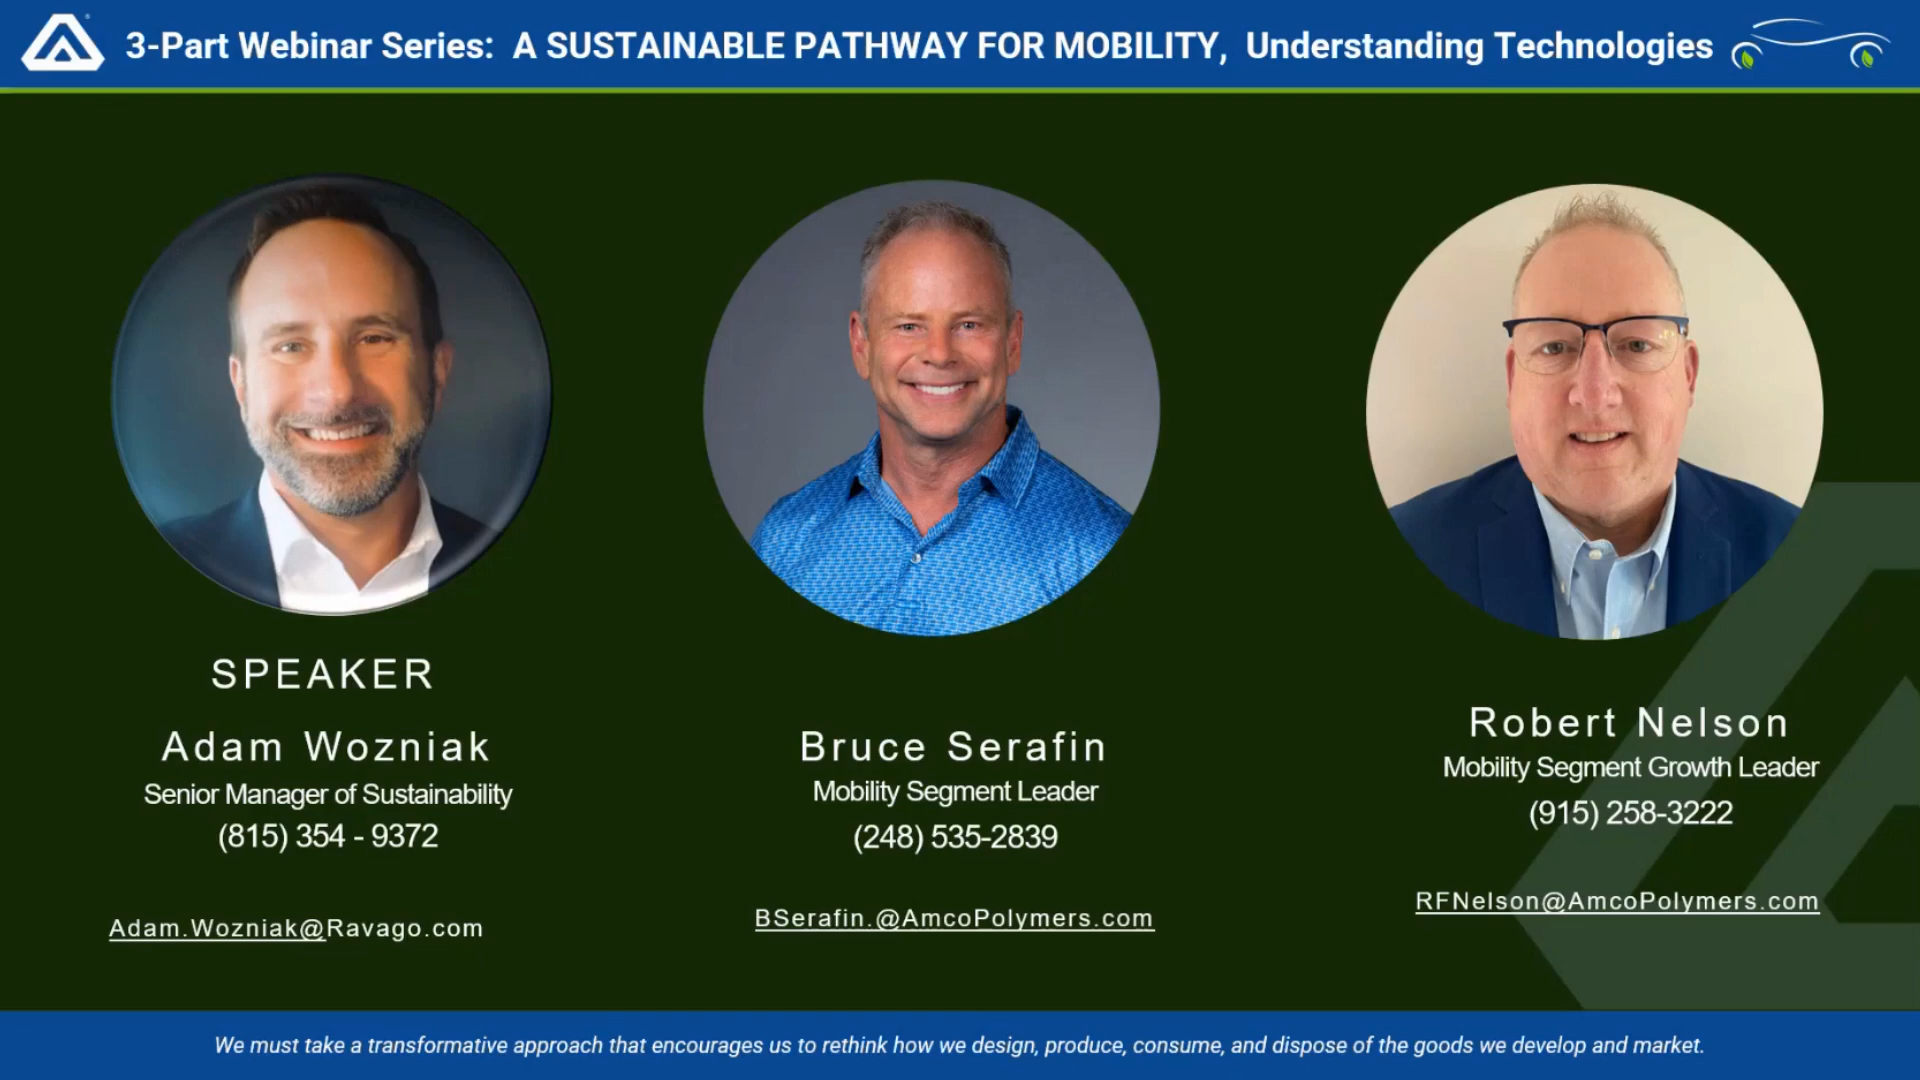 3-Part Webinar Series: A SUSTAINABLE PATHWAY FOR MOBILITY, Understanding Technologies
SPEAKER
Adam Wozniak
Senior Manager of Sustainability
(815) 354 - 9372
Adam.Wozniak@Ravago.com
Bruce Serafin
Mobility Segment Leader
(248) 535-2839
BSerafin.@AmcoPolymers.com
Robert Nelson
Mobility Segment Growth Leader
(915) 258-3222
RFNelson@AmcoPolymers.com
We must take a transformative approach that encourages us to rethink how we design, produce, consume, and dispose of the goods we develop and market.